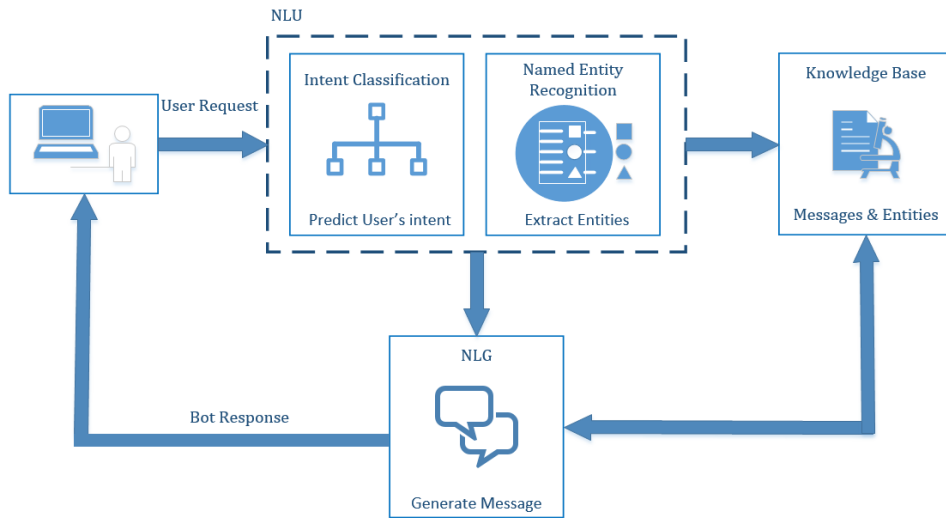 NLU
Intent Classification
Predict User's intent
Named Entity
Recognition
Extract Entities
Knowledge Base
Messages & Entities
User Request
NLG
Generate Message
Bot Response